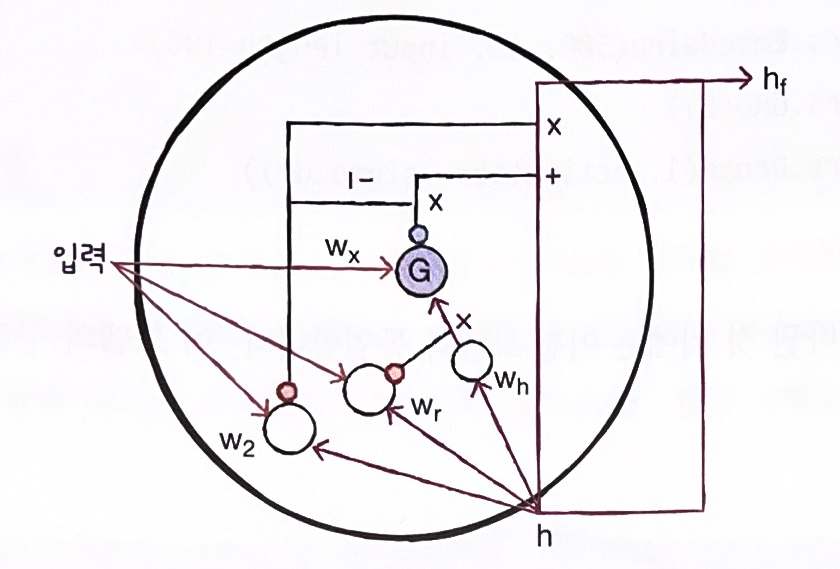 h_f
x
+
1-
x
입력
w_x
G
x
w_h
w_r
w_2
h